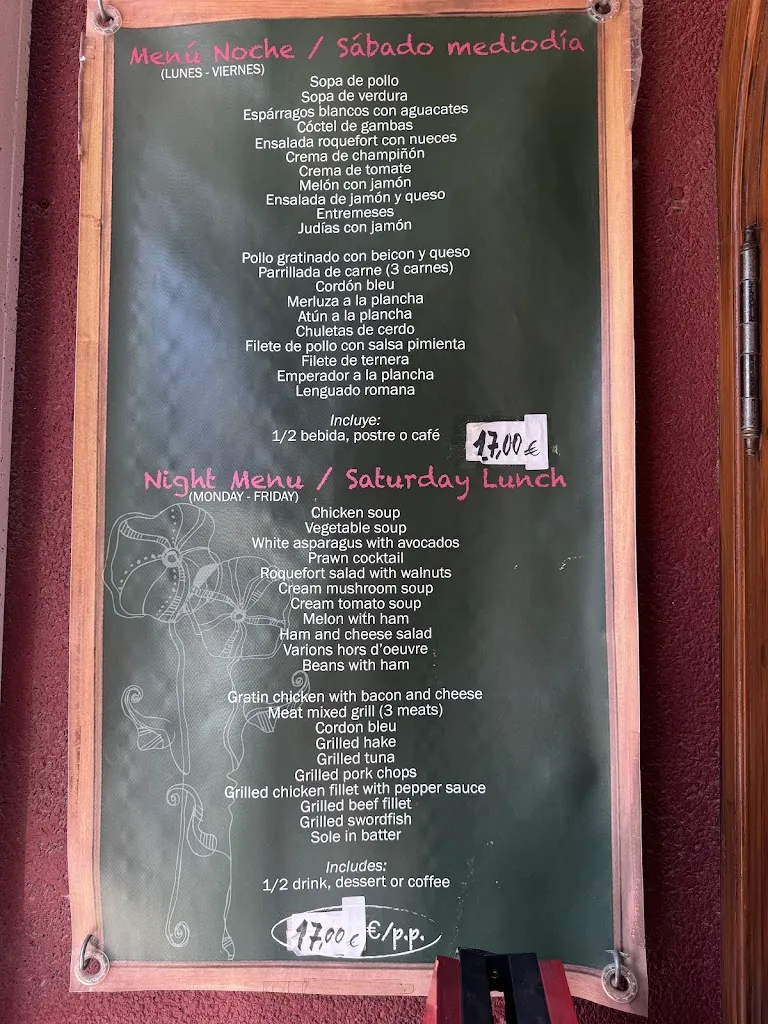 Menú Noche / Sábado mediodía
(LUNES - VIERNES)
Sopa de pollo
Sopa de verdura
Espárragos blancos con aguacates
Cóctel de gambas
Ensalada roquefort con nueces
Crema de champiñón
Crema de tomate
Melón con jamón
Ensalada de jamón y queso
Entremeses
Judías con jamón
Pollo gratinado con beicon y queso
Parrillada de carne (3 carnes)
Cordón bleu
Merluza a la plancha
Atún a la plancha
Chuletas de cerdo
Filete de pollo con salsa pimienta
Filete de ternera
Emperador a la plancha
Lenguado romana
Incluye:
1/2 bebida, postre o café
17,00 €
Night Menu / Saturday Lunch
(MONDAY - FRIDAY)
Chicken soup
Vegetable soup
White asparagus with avocados
Prawn cocktail
Roquefort salad with walnuts
Cream mushroom soup
Cream tomato soup
Melon with ham
Ham and cheese salad
Varions hors d'oeuvre
Beans with ham
Gratin chicken with bacon and cheese
Meat mixed grill (3 meats)
Cordon bleu
Grilled hake
Grilled tuna
Grilled pork chops
Grilled chicken fillet with pepper sauce
Grilled beef fillet
Grilled swordfish
Sole in batter
Includes:
1/2 drink, dessert or coffee
17,00 € €/p.p.